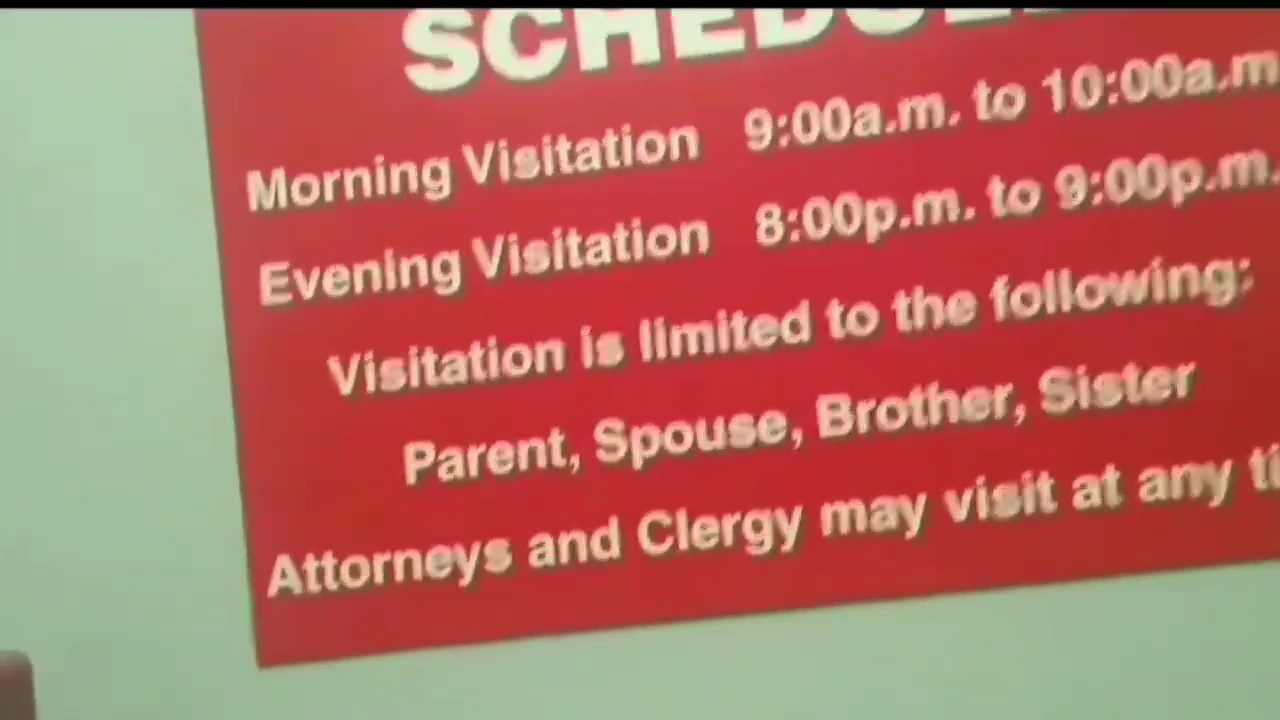 SCHEDULE
Morning Visitation 9:00a.m. to 10:00a.m
Evening Visitation 8:00p.m. to 9:00p.m.
Visitation is limited to the following:
Parent, Spouse, Brother, Sister
Attorneys and Clergy may visit at any ti